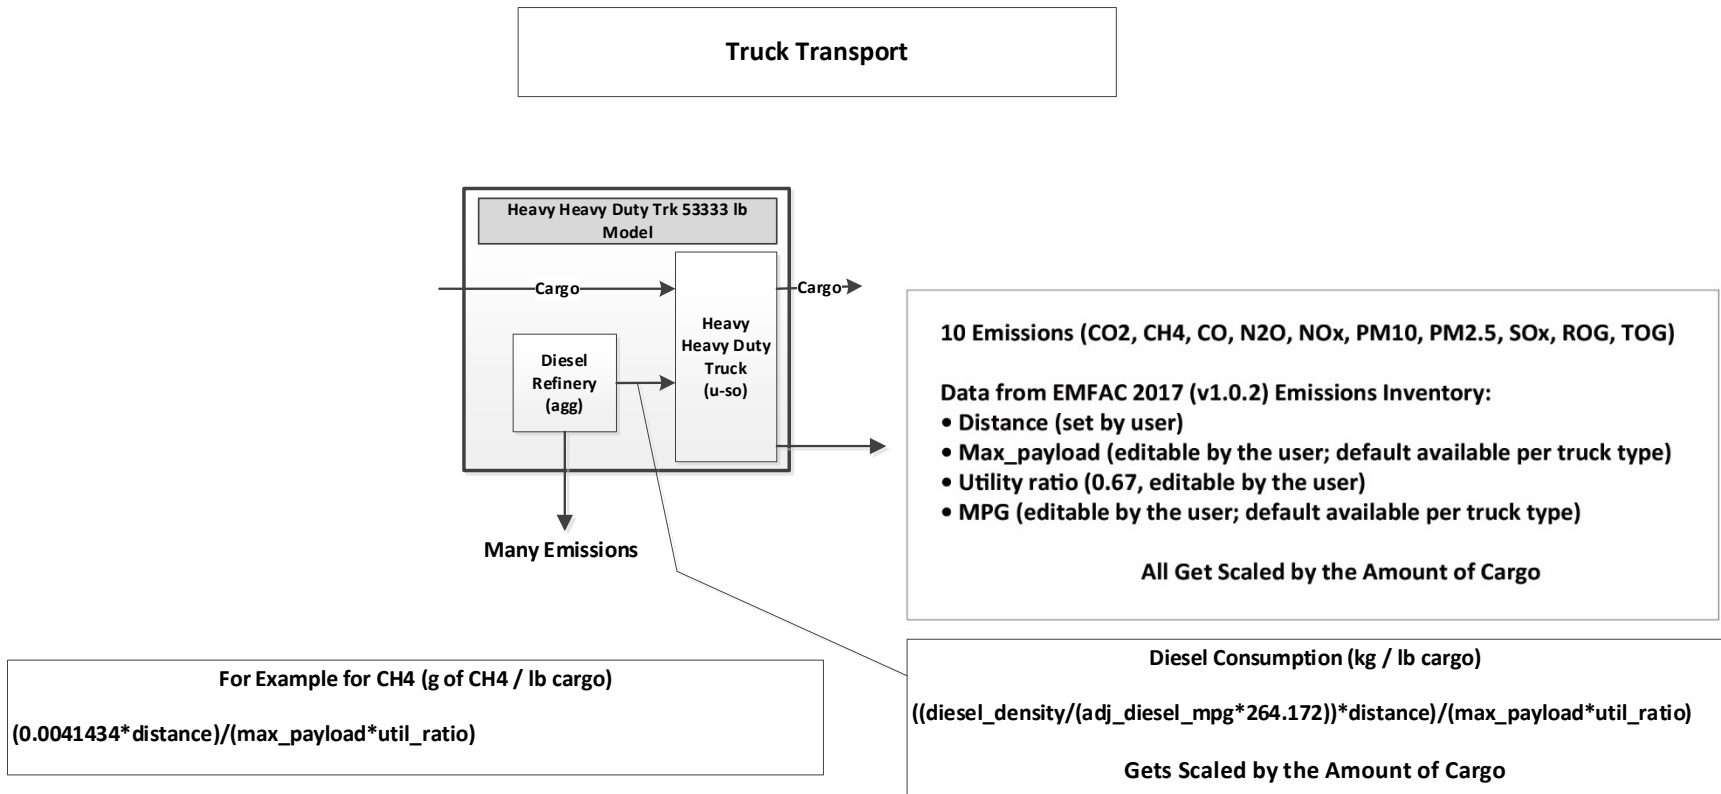 Truck Transport
Heavy Heavy Duty Trk 53333 lb
Model
Cargo
Cargo
Heavy
Heavy Duty
Truck
(u-so)
Diesel
Refinery
(agg)
Many Emissions
10 Emissions (CO2, CH4, CO, N2O, NOx, PM10, PM2.5, SOx, ROG, TOG)
Data from EMFAC 2017 (v1.0.2) Emissions Inventory:
• Distance (set by user)
• Max_payload (editable by the user; default available per truck type)
• Utility ratio (0.67, editable by the user)
• MPG (editable by the user; default available per truck type)
All Get Scaled by the Amount of Cargo
For Example for CH4 (g of CH4 / lb cargo)
(0.0041434*distance)/(max_payload*util_ratio)
Diesel Consumption (kg / lb cargo)
((diesel_density/(adj_diesel_mpg*264.172))*distance)/(max_payload*util_ratio)
Gets Scaled by the Amount of Cargo